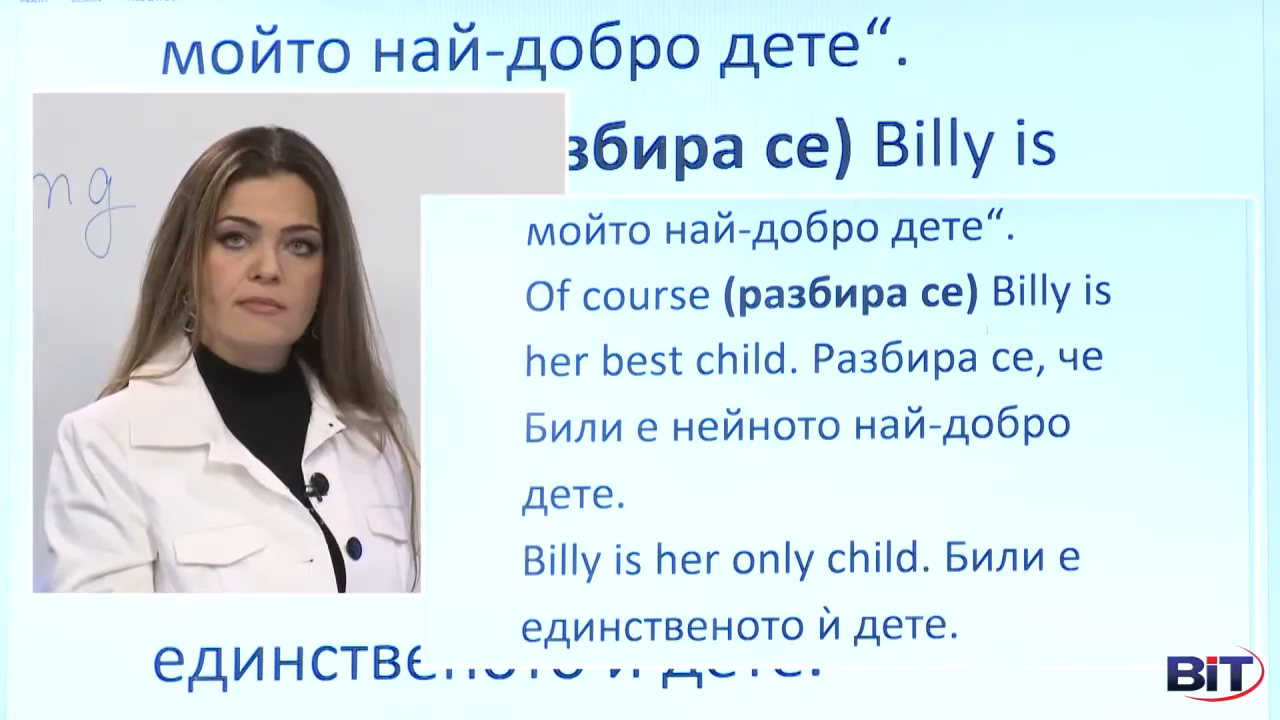 мойто най-добро дете“.
збира се) Billy is
ng
мойто най-добро дете“.
Of course (разбира се) Billy is
her best child. Разбира се, че
Били е нейното най-добро
дете.
Billy is her only child. Били е
единственото ѝ дете.
единственото ѝ дете.
BiT